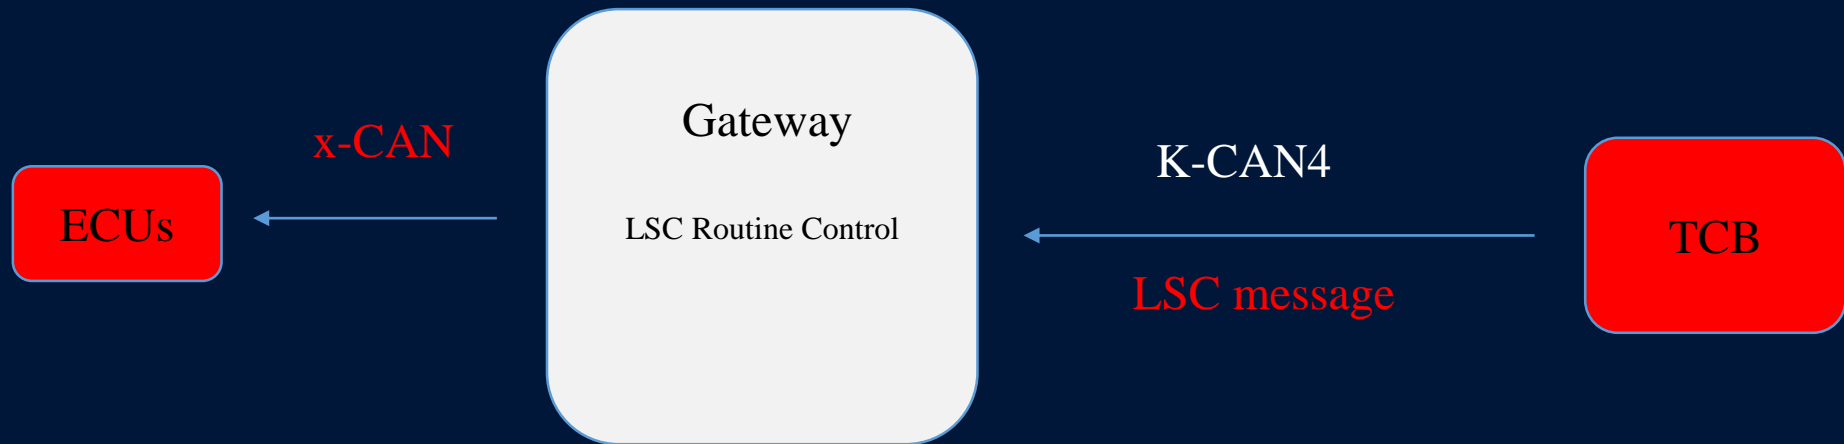 ECUs
x-CAN
Gateway
LSC Routine Control
K-CAN4
LSC message
TCB